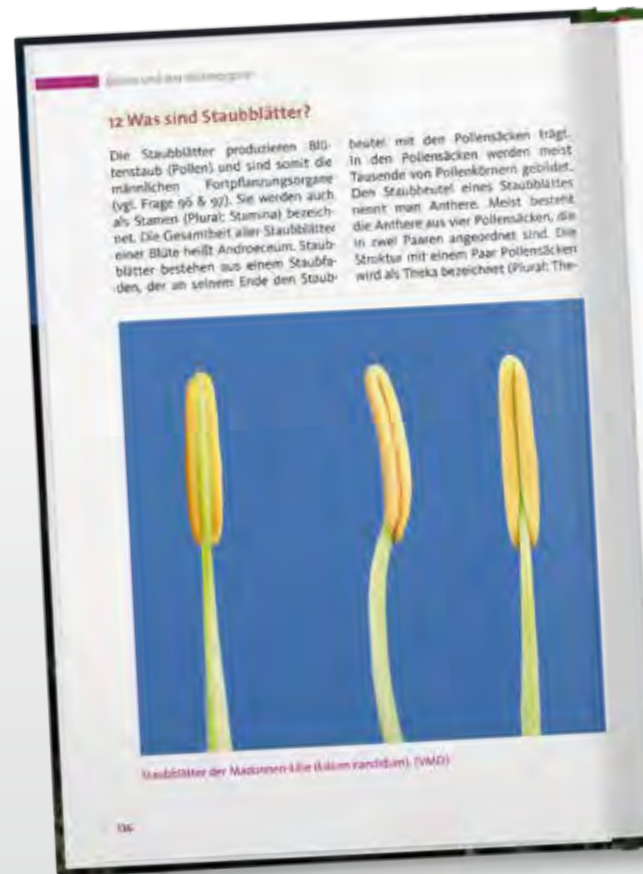 12 Was sind Staubblätter?
Die Staubblätter produzieren Blü-
tenstaub (Pollen) und sind somit die
männlichen Fortpflanzungsorgane
(vgl. Frage 96 & 97). Sie werden auch
als Stamen (Plural: Stamina) bezeich-
net. Die Gesamtheit aller Staubblätter
einer Blüte heißt Androeceum. Staub-
blätter bestehen aus einem Staubfa-
den, der an seinem Ende den Staub-
beutel mit den Pollensäcken trägt.
In den Pollensäcken werden meist
Tausende von Pollenkörnern gebildet.
Den Staubbeutel eines Staubblattes
nennt man Anthere. Meist besteht
die Anthere aus vier Pollensäcken, die
in zwei Paaren angeordnet sind. Die
Struktur mit einem Paar Pollensäcken
wird als Theka bezeichnet (Plural: The-
Staubblätter der Madonnen-Lilie (Lilium candidum). (VMD)